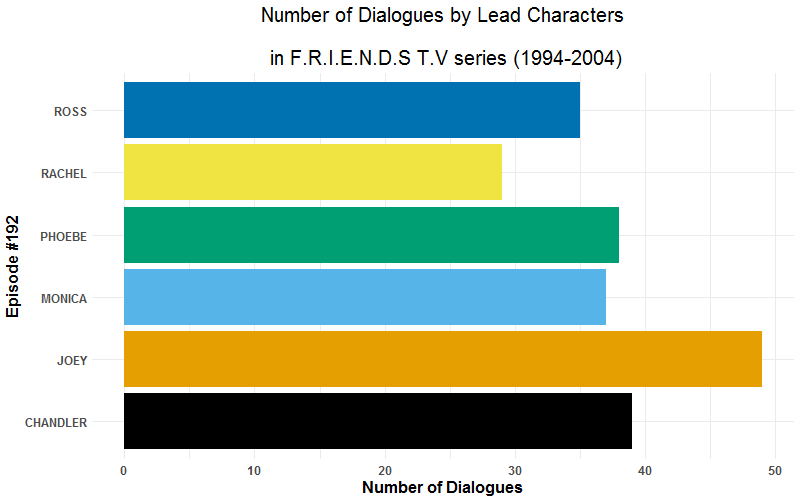 Number of Dialogues by Lead Characters
in F.R.I.E.N.D.S T.V series (1994-2004)
Episode #192
ROSS
RACHEL
PHOEBE
MONICA
JOEY
CHANDLER
0 10 20 30 40 50
Number of Dialogues